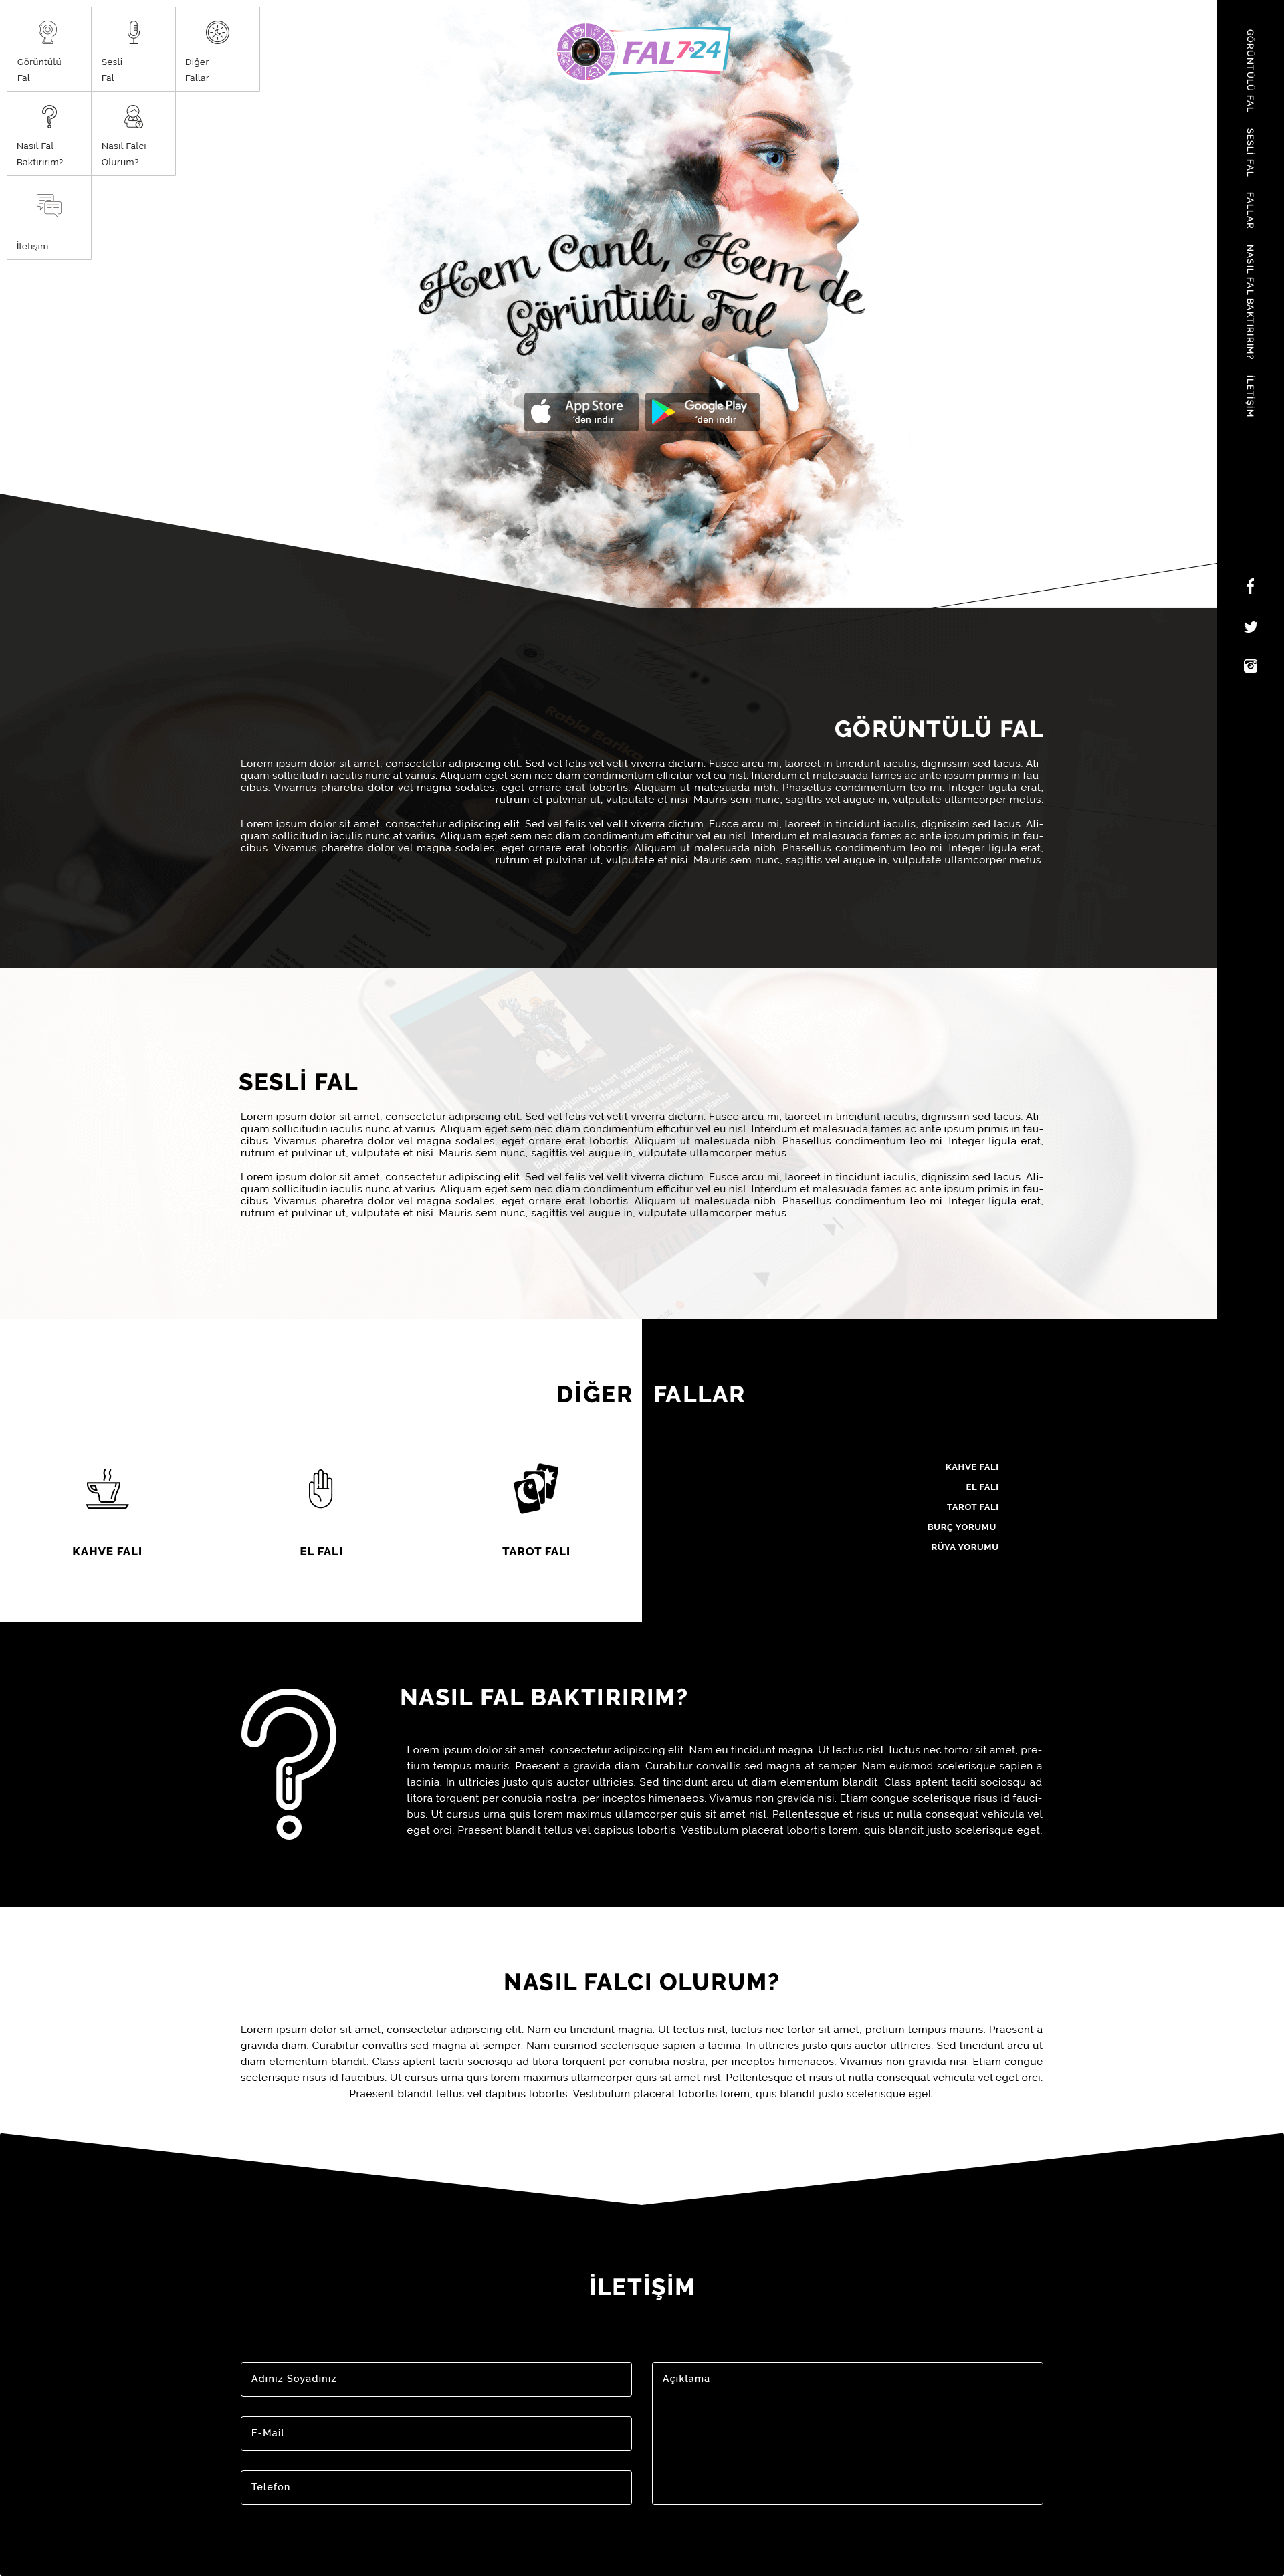 Görüntülü
Fal
Sesli
Fal
Diğer
Fallar
Nasıl Fal
Baktırırım?
Nasıl Falcı
Olurum?
İletişim
FAL 7·24
Hem Canlı, Hem de
Görüntülü Fal
App Store
'den indir
Google Play
'den indir
GÖRÜNTÜLÜ FAL
SESLİ FAL
FALLAR
NASIL FAL BAKTIRIRIM?
İLETİŞİM
GÖRÜNTÜLÜ FAL
Lorem ipsum dolor sit amet, consectetur adipiscing elit. Sed vel felis vel velit viverra dictum. Fusce arcu mi, laoreet in tincidunt iaculis, dignissim sed lacus. Ali-
quam sollicitudin iaculis nunc at varius. Aliquam eget sem nec diam condimentum efficitur vel eu nisl. Interdum et malesuada fames ac ante ipsum primis in fau-
cibus. Vivamus pharetra dolor vel magna sodales, eget ornare erat lobortis. Aliquam ut malesuada nibh. Phasellus condimentum leo mi. Integer ligula erat,
rutrum et pulvinar ut, vulputate et nisi. Mauris sem nunc, sagittis vel augue in, vulputate ullamcorper metus.
Lorem ipsum dolor sit amet, consectetur adipiscing elit. Sed vel felis vel velit viverra dictum. Fusce arcu mi, laoreet in tincidunt iaculis, dignissim sed lacus. Ali-
quam sollicitudin iaculis nunc at varius. Aliquam eget sem nec diam condimentum efficitur vel eu nisl. Interdum et malesuada fames ac ante ipsum primis in fau-
cibus. Vivamus pharetra dolor vel magna sodales, eget ornare erat lobortis. Aliquam ut malesuada nibh. Phasellus condimentum leo mi. Integer ligula erat,
rutrum et pulvinar ut, vulputate et nisi. Mauris sem nunc, sagittis vel augue in, vulputate ullamcorper metus.
Rabia Barika
SESLİ FAL
Lorem ipsum dolor sit amet, consectetur adipiscing elit. Sed vel felis vel velit viverra dictum. Fusce arcu mi, laoreet in tincidunt iaculis, dignissim sed lacus. Ali-
quam sollicitudin iaculis nunc at varius. Aliquam eget sem nec diam condimentum efficitur vel eu nisl. Interdum et malesuada fames ac ante ipsum primis in fau-
cibus. Vivamus pharetra dolor vel magna sodales, eget ornare erat lobortis. Aliquam ut malesuada nibh. Phasellus condimentum leo mi. Integer ligula erat,
rutrum et pulvinar ut, vulputate et nisi. Mauris sem nunc, sagittis vel augue in, vulputate ullamcorper metus.
Lorem ipsum dolor sit amet, consectetur adipiscing elit. Sed vel felis vel velit viverra dictum. Fusce arcu mi, laoreet in tincidunt iaculis, dignissim sed lacus. Ali-
quam sollicitudin iaculis nunc at varius. Aliquam eget sem nec diam condimentum efficitur vel eu nisl. Interdum et malesuada fames ac ante ipsum primis in fau-
cibus. Vivamus pharetra dolor vel magna sodales, eget ornare erat lobortis. Aliquam ut malesuada nibh. Phasellus condimentum leo mi. Integer ligula erat,
rutrum et pulvinar ut, vulputate et nisi. Mauris sem nunc, sagittis vel augue in, vulputate ullamcorper metus.
DİĞER FALLAR
KAHVE FALI
EL FALI
TAROT FALI
KAHVE FALI
EL FALI
TAROT FALI
BURÇ YORUMU
RÜYA YORUMU
NASIL FAL BAKTIRIRIM?
Lorem ipsum dolor sit amet, consectetur adipiscing elit. Nam eu tincidunt magna. Ut lectus nisl, luctus nec tortor sit amet, pre-
tium tempus mauris. Praesent a gravida diam. Curabitur convallis sed magna at semper. Nam euismod scelerisque sapien a
lacinia. In ultricies justo quis auctor ultricies. Sed tincidunt arcu ut diam elementum blandit. Class aptent taciti sociosqu ad
litora torquent per conubia nostra, per inceptos himenaeos. Vivamus non gravida nisi. Etiam congue scelerisque risus id fauci-
bus. Ut cursus urna quis lorem maximus ullamcorper quis sit amet nisl. Pellentesque et risus ut nulla consequat vehicula vel
eget orci. Praesent blandit tellus vel dapibus lobortis. Vestibulum placerat lobortis lorem, quis blandit justo scelerisque eget.
NASIL FALCI OLURUM?
Lorem ipsum dolor sit amet, consectetur adipiscing elit. Nam eu tincidunt magna. Ut lectus nisl, luctus nec tortor sit amet, pretium tempus mauris. Praesent a
gravida diam. Curabitur convallis sed magna at semper. Nam euismod scelerisque sapien a lacinia. In ultricies justo quis auctor ultricies. Sed tincidunt arcu ut
diam elementum blandit. Class aptent taciti sociosqu ad litora torquent per conubia nostra, per inceptos himenaeos. Vivamus non gravida nisi. Etiam congue
scelerisque risus id faucibus. Ut cursus urna quis lorem maximus ullamcorper quis sit amet nisl. Pellentesque et risus ut nulla consequat vehicula vel eget orci.
Praesent blandit tellus vel dapibus lobortis. Vestibulum placerat lobortis lorem, quis blandit justo scelerisque eget.
İLETİŞİM
Adınız Soyadınız
E-Mail
Telefon
Açıklama